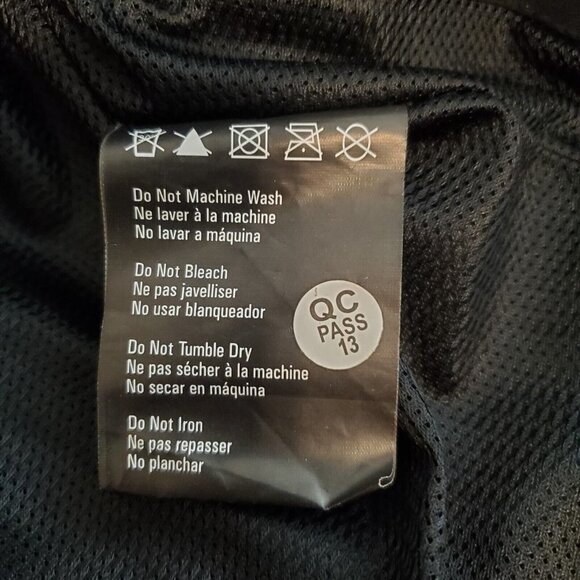 Do Not Machine Wash
Ne laver à la machine
No lavar a máquina
Do Not Bleach
Ne pas javelliser
No usar blanqueador
QC
PASS
13
Do Not Tumble Dry
Ne pas sécher à la machine
No secar en máquina
Do Not Iron
Ne pas repasser
No planchar